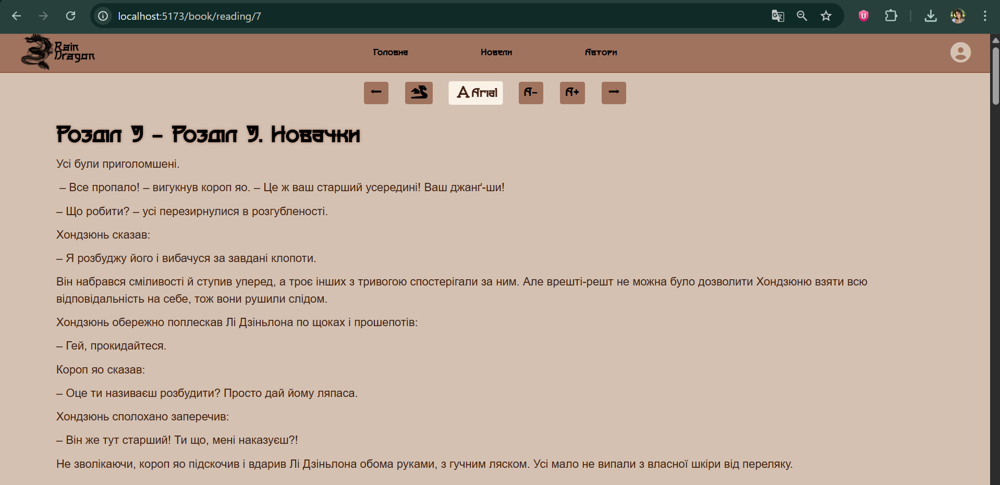 localhost:5173/book/reading/7
Rain
Dragon
Головна
Новели
Автори
← A Arial A- A+ →
Розділ 9 – Розділ 9. Новачки
Усі були приголомшені.
– Все пропало! – вигукнув короп яо. – Це ж ваш старший усередині! Ваш джанґ-ши!
– Що робити? – усі перезирнулися в розгубленості.
Хондзюнь сказав:
– Я розбуджу його і вибачуся за завдані клопоти.
Він набрався сміливості й ступив уперед, а троє інших з тривогою спостерігали за ним. Але врешті-решт не можна було дозволити Хондзюню взяти всю
відповідальність на себе, тож вони рушили слідом.
Хондзюнь обережно поплескав Лі Дзіньлона по щоках і прошепотів:
– Гей, прокидайтеся.
Короп яо сказав:
– Оце ти називаєш розбудити? Просто дай йому ляпаса.
Хондзюнь сполохано заперечив:
– Він же тут старший! Ти що, мені наказуєш?!
Не зволікаючи, короп яо підскочив і вдарив Лі Дзіньлона обома руками, з гучним ляском. Усі мало не випали з власної шкіри від переляку.